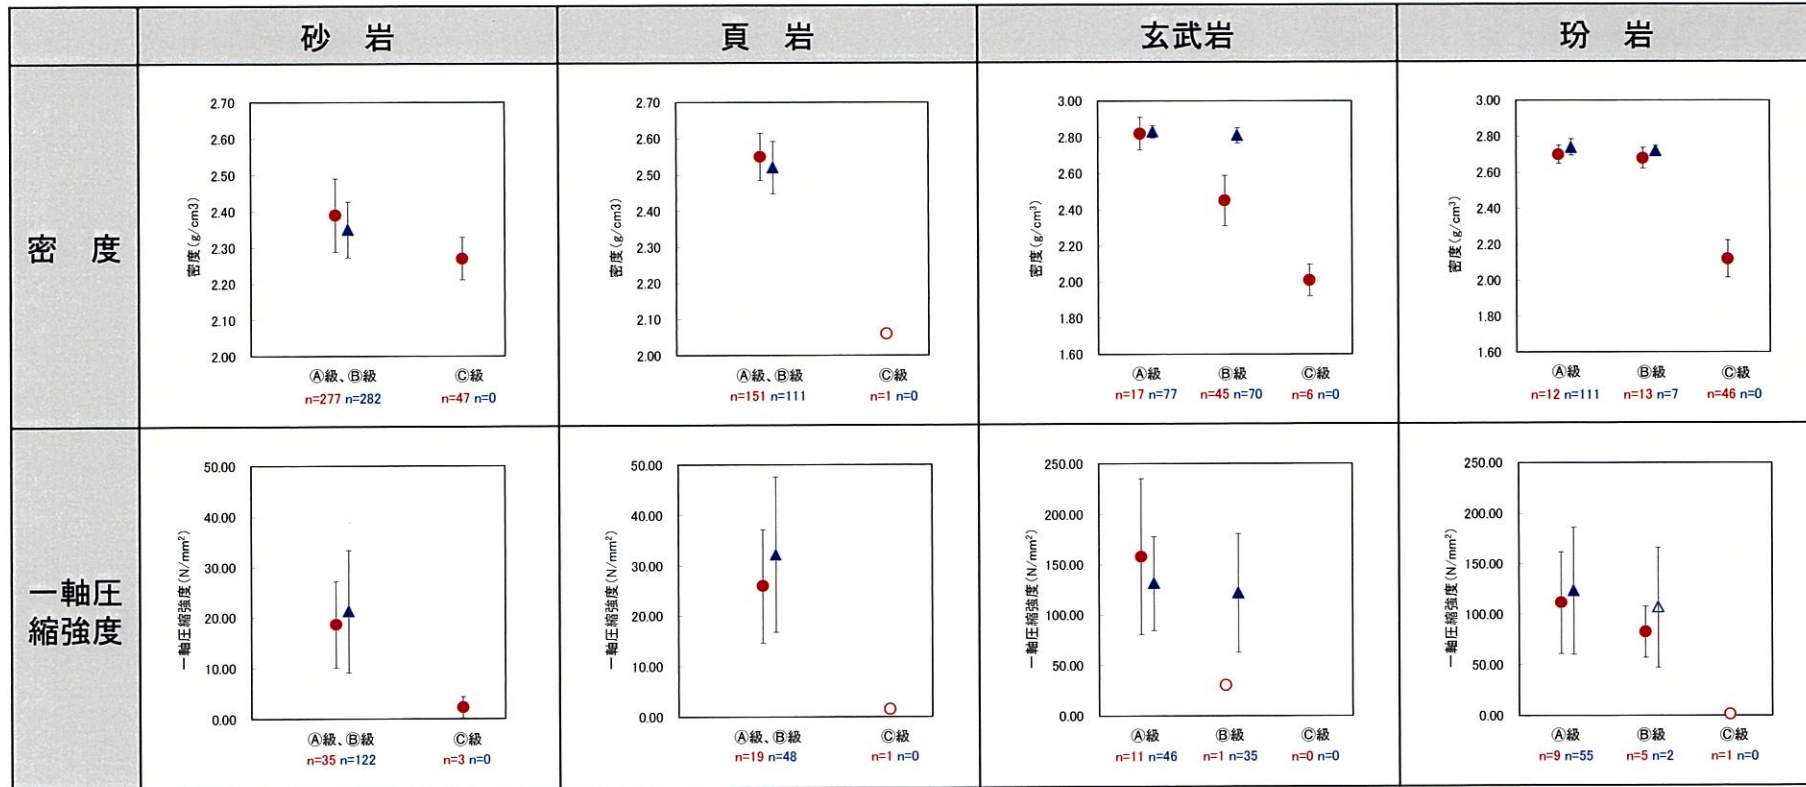 砂 岩
頁 岩
玄武岩
玢 岩
密 度
密度(g/cm3)
2.70
2.60
2.50
2.40
2.30
2.20
2.10
2.00
Ⓐ級、Ⓑ級
Ⓒ級
n=277 n=282
n=47 n=0
密度(g/cm3)
2.70
2.60
2.50
2.40
2.30
2.20
2.10
2.00
Ⓐ級、Ⓑ級
Ⓒ級
n=151 n=111
n=1 n=0
密度(g/cm³)
3.00
2.80
2.60
2.40
2.20
2.00
1.80
1.60
Ⓐ級
Ⓑ級
Ⓒ級
n=17 n=77
n=45 n=70
n=6 n=0
密度(g/cm³)
3.00
2.80
2.60
2.40
2.20
2.00
1.80
1.60
Ⓐ級
Ⓑ級
Ⓒ級
n=12 n=111
n=13 n=7
n=46 n=0
一軸圧
縮強度
一軸圧縮強度(N/mm²)
50.00
40.00
30.00
20.00
10.00
0.00
Ⓐ級、Ⓑ級
Ⓒ級
n=35 n=122
n=3 n=0
一軸圧縮強度(N/mm²)
50.00
40.00
30.00
20.00
10.00
0.00
Ⓐ級、Ⓑ級
Ⓒ級
n=19 n=48
n=1 n=0
一軸圧縮強度(N/mm²)
250.00
200.00
150.00
100.00
50.00
0.00
Ⓐ級
Ⓑ級
Ⓒ級
n=11 n=46
n=1 n=35
n=0 n=0
一軸圧縮強度(N/mm²)
250.00
200.00
150.00
100.00
50.00
0.00
Ⓐ級
Ⓑ級
Ⓒ級
n=9 n=55
n=5 n=2
n=1 n=0